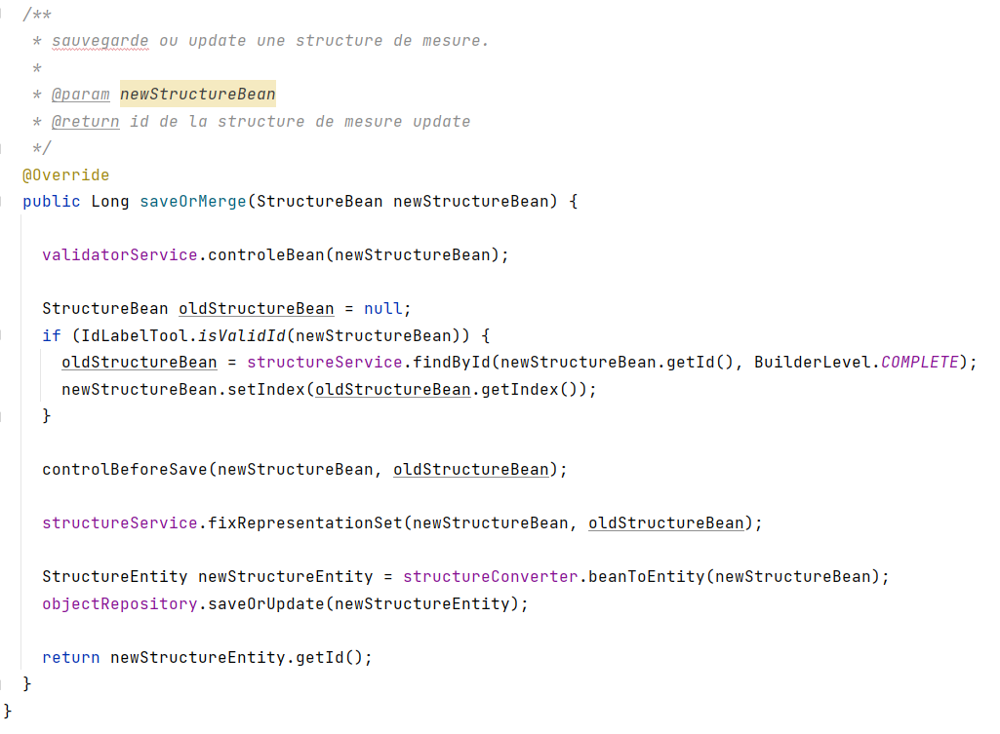 /**
 * sauvegarde ou update une structure de mesure.
 *
 * @param newStructureBean
 * @return id de la structure de mesure update
 */
@Override
public Long saveOrMerge(StructureBean newStructureBean) {
validatorService.controleBean(newStructureBean);
StructureBean oldStructureBean = null;
if (IdLabelTool.isValidId(newStructureBean)) {
oldStructureBean = structureService.findById(newStructureBean.getId(), BuilderLevel.COMPLETE);
newStructureBean.setIndex(oldStructureBean.getIndex());
}
controlBeforeSave(newStructureBean, oldStructureBean);
structureService.fixRepresentationSet(newStructureBean, oldStructureBean);
StructureEntity newStructureEntity = structureConverter.beanToEntity(newStructureBean);
objectRepository.saveOrUpdate(newStructureEntity);
return newStructureEntity.getId();
}
}